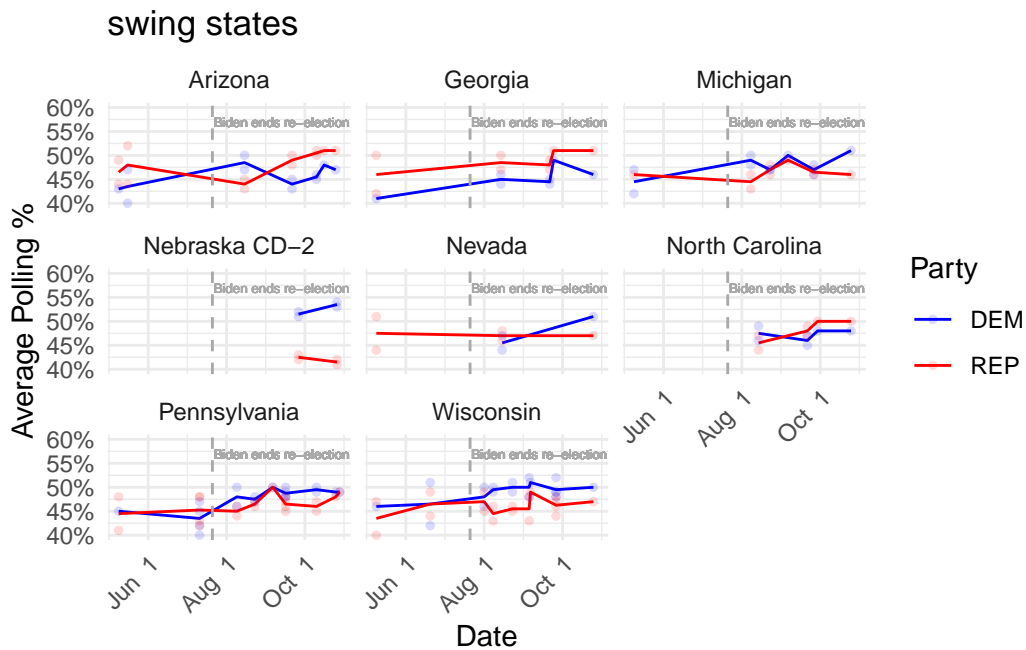 swing states
Arizona
Georgia
Michigan
60%
55%
50%
45%
40%
Biden ends re−election
Biden ends re−election
Biden ends re−election
Nebraska CD−2
Nevada
North Carolina
60%
55%
50%
45%
40%
Biden ends re−election
Biden ends re−election
Biden ends re−election
Pennsylvania
Wisconsin
Jun 1
Aug 1
Oct 1
60%
55%
50%
45%
40%
Biden ends re−election
Biden ends re−election
Jun 1
Aug 1
Oct 1
Jun 1
Aug 1
Oct 1
Date
Average Polling %
Party
DEM
REP